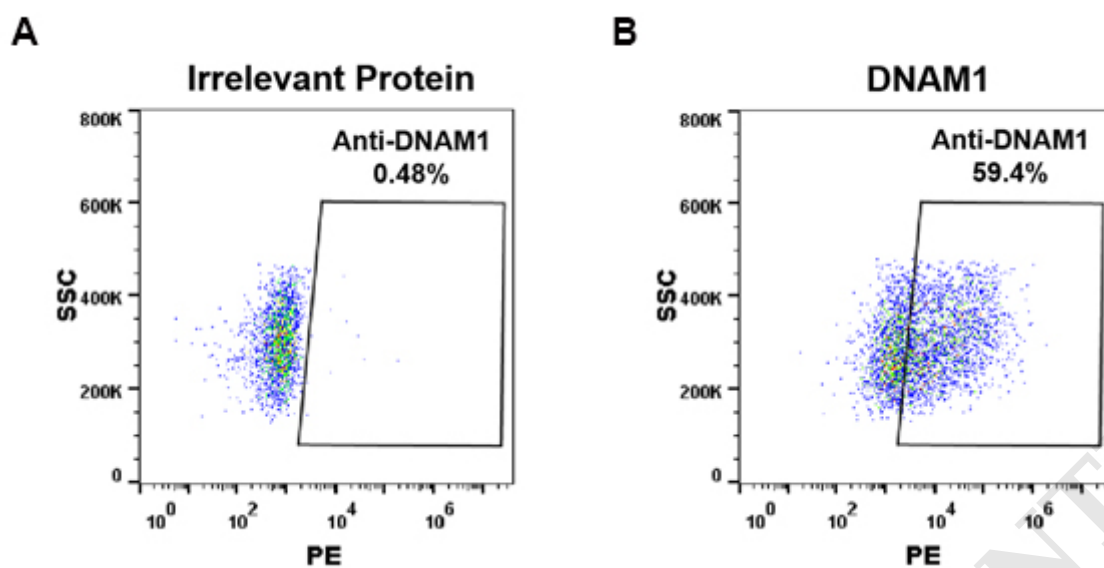 A
Irrelevant Protein
800K
600K
400K
200K
0
SSC
Anti-DNAM1
0.48%
10^0
10^2
10^4
10^6
PE
B
DNAM1
800K
600K
400K
200K
0
SSC
Anti-DNAM1
59.4%
10^0
10^2
10^4
10^6
PE